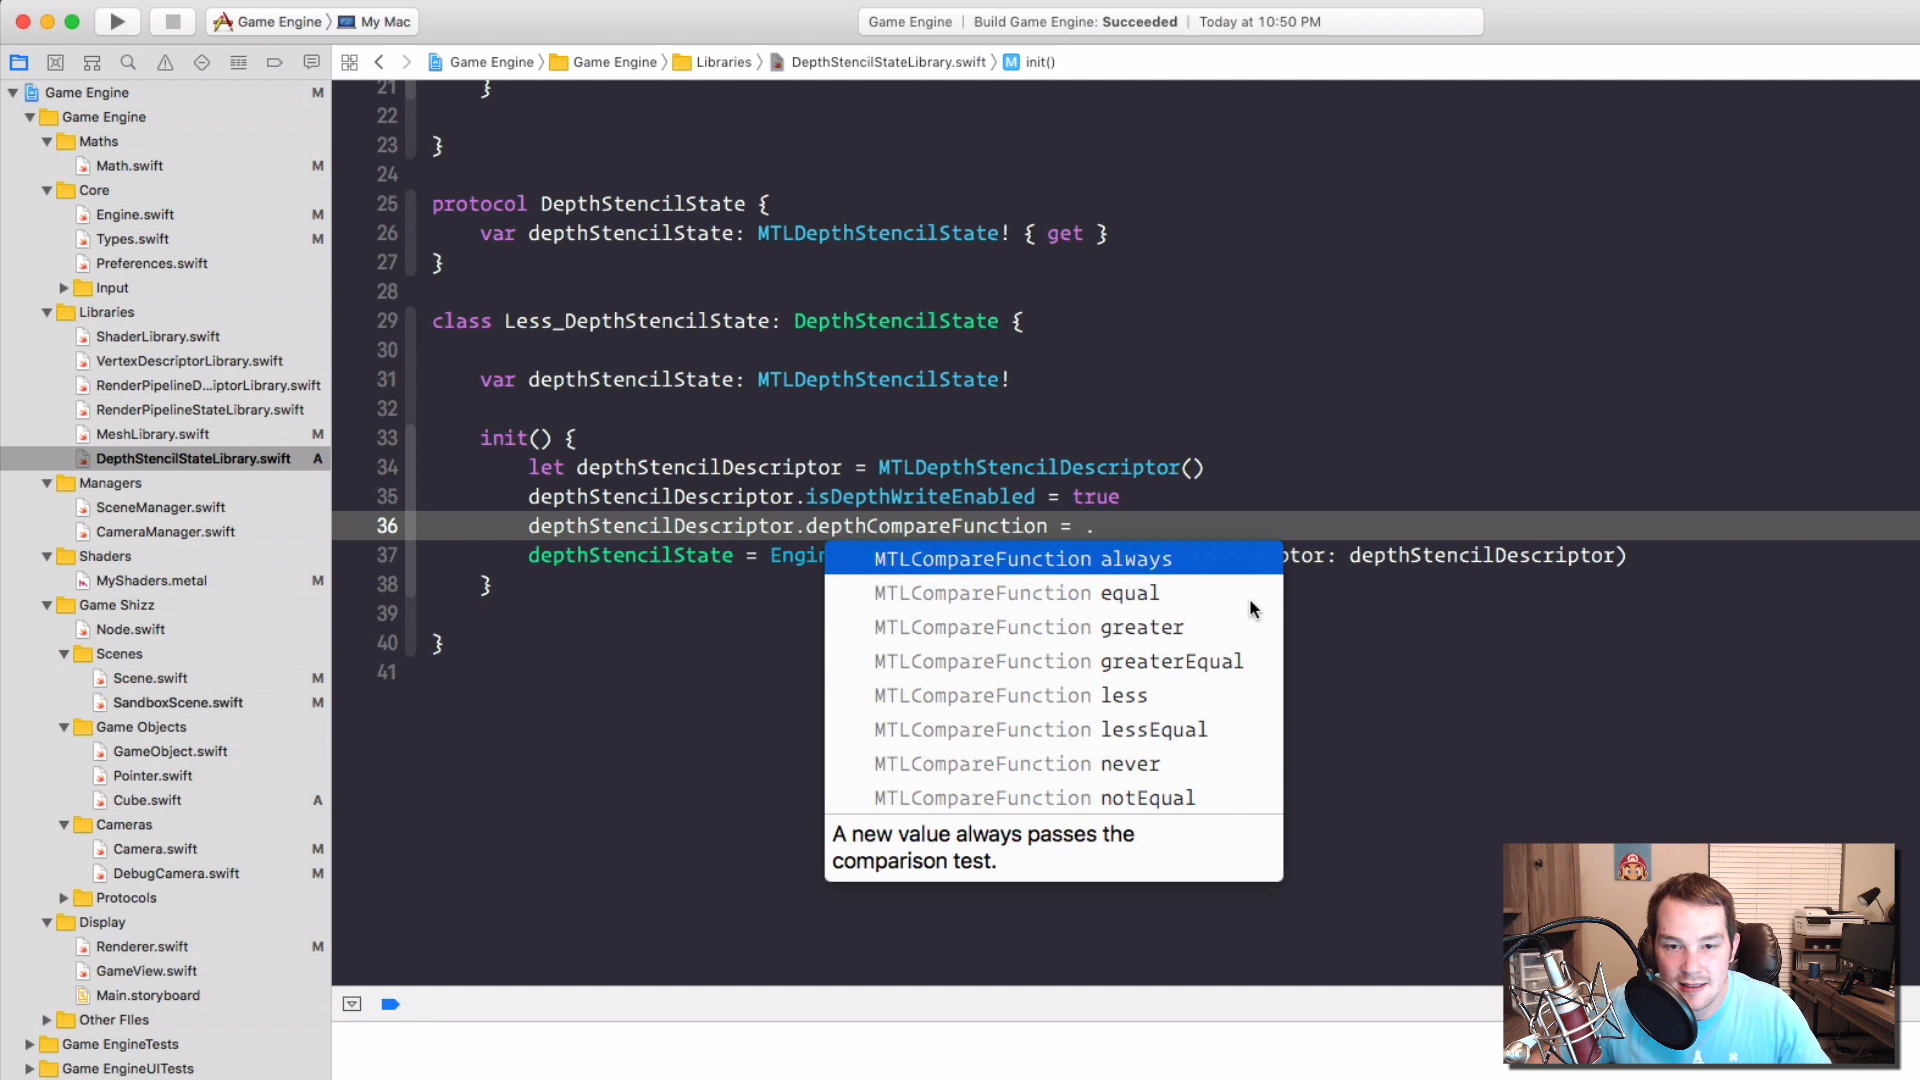 Game Engine
My Mac
Game Engine | Build Game Engine: Succeeded | Today at 10:50 PM
Game Engine
Game Engine
Libraries
DepthStencilStateLibrary.swift
M init()
Game Engine M
Game Engine
Maths
Math.swift M
Core
Engine.swift M
Types.swift M
Preferences.swift
Input
Libraries
ShaderLibrary.swift
VertexDescriptorLibrary.swift
RenderPipelineD...iptorLibrary.swift
RenderPipelineStateLibrary.swift
MeshLibrary.swift M
DepthStencilStateLibrary.swift A
Managers
SceneManager.swift
CameraManager.swift
Shaders
MyShaders.metal M
Game Shizz
Node.swift
Scenes
Scene.swift M
SandboxScene.swift M
Game Objects
GameObject.swift
Pointer.swift
Cube.swift A
Cameras
Camera.swift M
DebugCamera.swift M
Protocols
Display
Renderer.swift M
GameView.swift
Main.storyboard
Other FIles
Game EngineTests
Game EngineUITests
21 }
22
23 }
24
25 protocol DepthStencilState {
26 var depthStencilState: MTLDepthStencilState! { get }
27 }
28
29 class Less_DepthStencilState: DepthStencilState {
30
31 var depthStencilState: MTLDepthStencilState!
32
33 init() {
34 let depthStencilDescriptor = MTLDepthStencilDescriptor()
35 depthStencilDescriptor.isDepthWriteEnabled = true
36 depthStencilDescriptor.depthCompareFunction = .
37 depthStencilState = Engin ptor: depthStencilDescriptor)
38 }
39
40 }
41
MTLCompareFunction always
MTLCompareFunction equal
MTLCompareFunction greater
MTLCompareFunction greaterEqual
MTLCompareFunction less
MTLCompareFunction lessEqual
MTLCompareFunction never
MTLCompareFunction notEqual
A new value always passes the
comparison test.